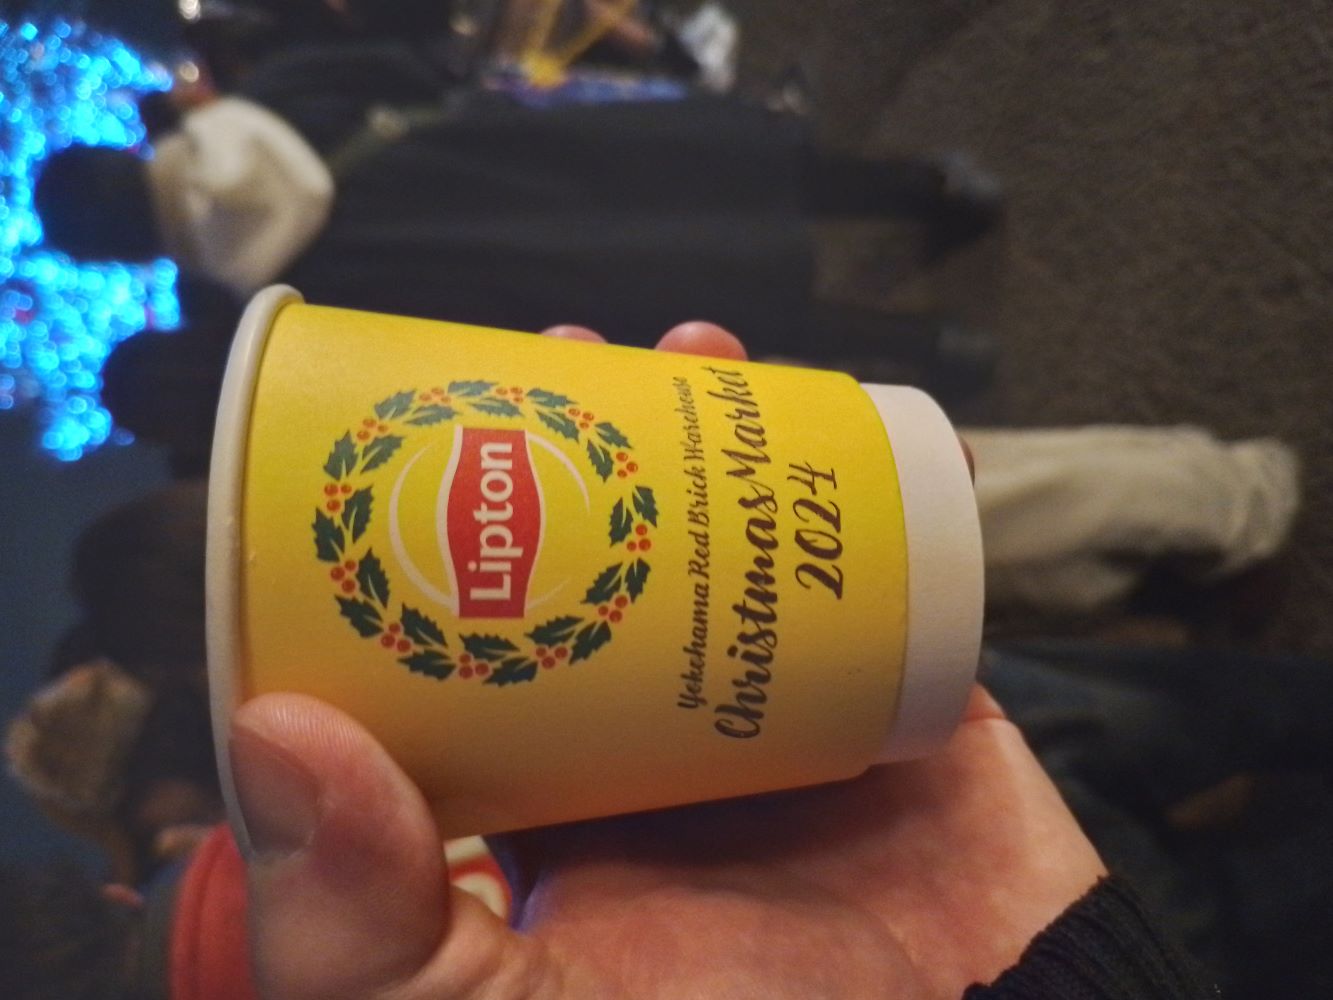 Lipton
Yokohama Red Brick Warehouse
Christmas Market
2024